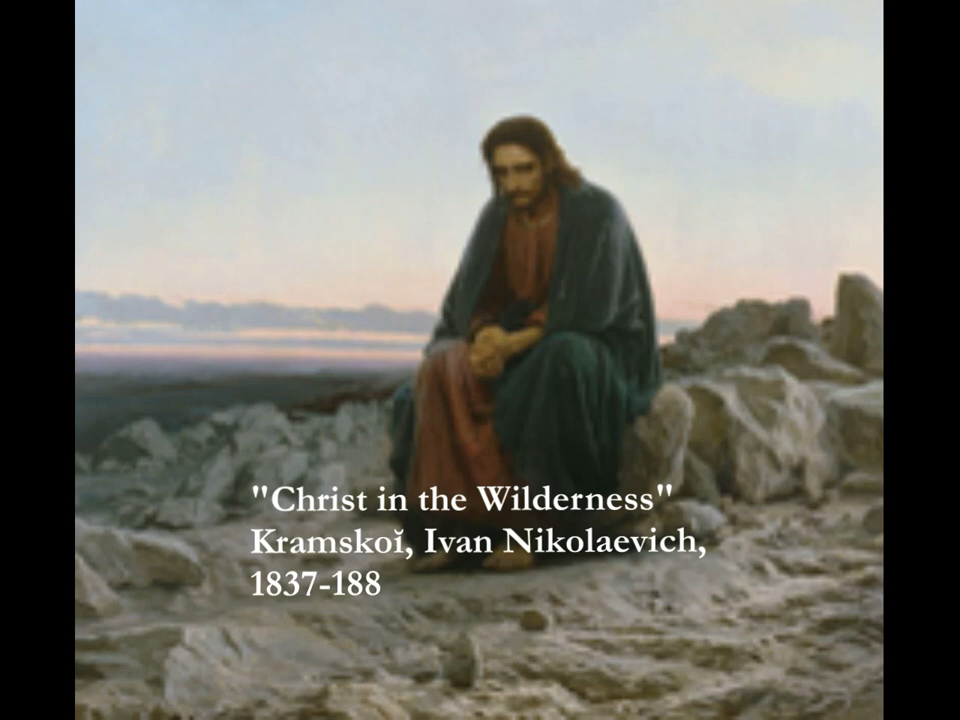 "Christ in the Wilderness"
Kramskoĭ, Ivan Nikolaevich,
1837-188